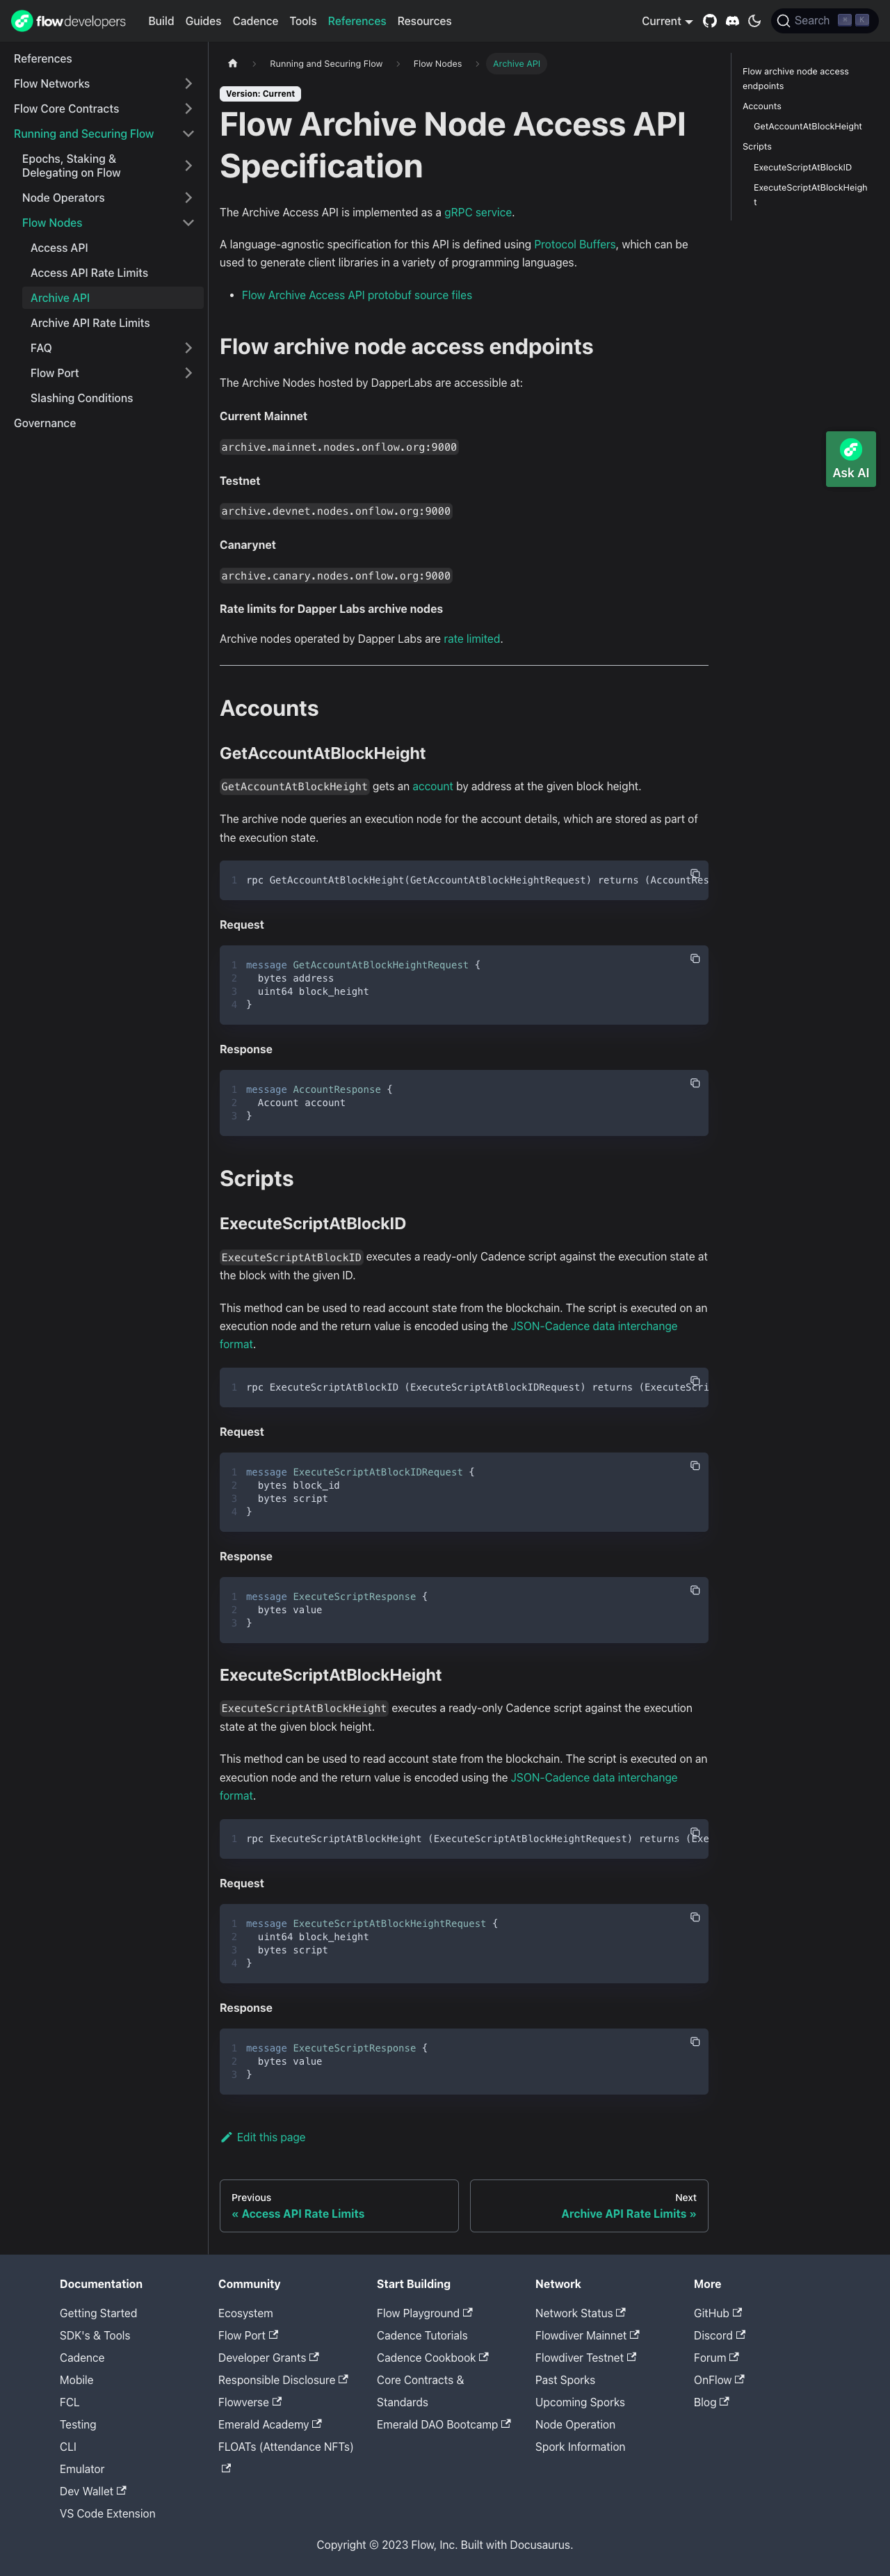 flow developers
Build Guides Cadence Tools References Resources
Current
Search ⌘ K
References
Flow Networks
Flow Core Contracts
Running and Securing Flow
Epochs, Staking &
Delegating on Flow
Node Operators
Flow Nodes
Access API
Access API Rate Limits
Archive API
Archive API Rate Limits
FAQ
Flow Port
Slashing Conditions
Governance
Running and Securing Flow
Flow Nodes
Archive API
Version: Current
Flow Archive Node Access API
Specification
The Archive Access API is implemented as a gRPC service.
A language-agnostic specification for this API is defined using Protocol Buffers, which can be
used to generate client libraries in a variety of programming languages.
• Flow Archive Access API protobuf source files
Flow archive node access endpoints
The Archive Nodes hosted by DapperLabs are accessible at:
Current Mainnet
archive.mainnet.nodes.onflow.org:9000
Testnet
archive.devnet.nodes.onflow.org:9000
Canarynet
archive.canary.nodes.onflow.org:9000
Rate limits for Dapper Labs archive nodes
Archive nodes operated by Dapper Labs are rate limited.
Accounts
GetAccountAtBlockHeight
GetAccountAtBlockHeight gets an account by address at the given block height.
The archive node queries an execution node for the account details, which are stored as part of
the execution state.
1 rpc GetAccountAtBlockHeight(GetAccountAtBlockHeightRequest) returns (AccountRes
Request
1 message GetAccountAtBlockHeightRequest {
2 bytes address
3 uint64 block_height
4 }
Response
1 message AccountResponse {
2 Account account
3 }
Scripts
ExecuteScriptAtBlockID
ExecuteScriptAtBlockID executes a ready-only Cadence script against the execution state at
the block with the given ID.
This method can be used to read account state from the blockchain. The script is executed on an
execution node and the return value is encoded using the JSON-Cadence data interchange
format.
1 rpc ExecuteScriptAtBlockID (ExecuteScriptAtBlockIDRequest) returns (ExecuteScri
Request
1 message ExecuteScriptAtBlockIDRequest {
2 bytes block_id
3 bytes script
4 }
Response
1 message ExecuteScriptResponse {
2 bytes value
3 }
ExecuteScriptAtBlockHeight
ExecuteScriptAtBlockHeight executes a ready-only Cadence script against the execution
state at the given block height.
This method can be used to read account state from the blockchain. The script is executed on an
execution node and the return value is encoded using the JSON-Cadence data interchange
format.
1 rpc ExecuteScriptAtBlockHeight (ExecuteScriptAtBlockHeightRequest) returns (Exe
Request
1 message ExecuteScriptAtBlockHeightRequest {
2 uint64 block_height
3 bytes script
4 }
Response
1 message ExecuteScriptResponse {
2 bytes value
3 }
Edit this page
Previous
« Access API Rate Limits
Next
Archive API Rate Limits »
Flow archive node access
endpoints
Accounts
GetAccountAtBlockHeight
Scripts
ExecuteScriptAtBlockID
ExecuteScriptAtBlockHeigh
t
Ask AI
Documentation
Getting Started
SDK's & Tools
Cadence
Mobile
FCL
Testing
CLI
Emulator
Dev Wallet
VS Code Extension
Community
Ecosystem
Flow Port
Developer Grants
Responsible Disclosure
Flowverse
Emerald Academy
FLOATs (Attendance NFTs)
Start Building
Flow Playground
Cadence Tutorials
Cadence Cookbook
Core Contracts &
Standards
Emerald DAO Bootcamp
Network
Network Status
Flowdiver Mainnet
Flowdiver Testnet
Past Sporks
Upcoming Sporks
Node Operation
Spork Information
More
GitHub
Discord
Forum
OnFlow
Blog
Copyright © 2023 Flow, Inc. Built with Docusaurus.